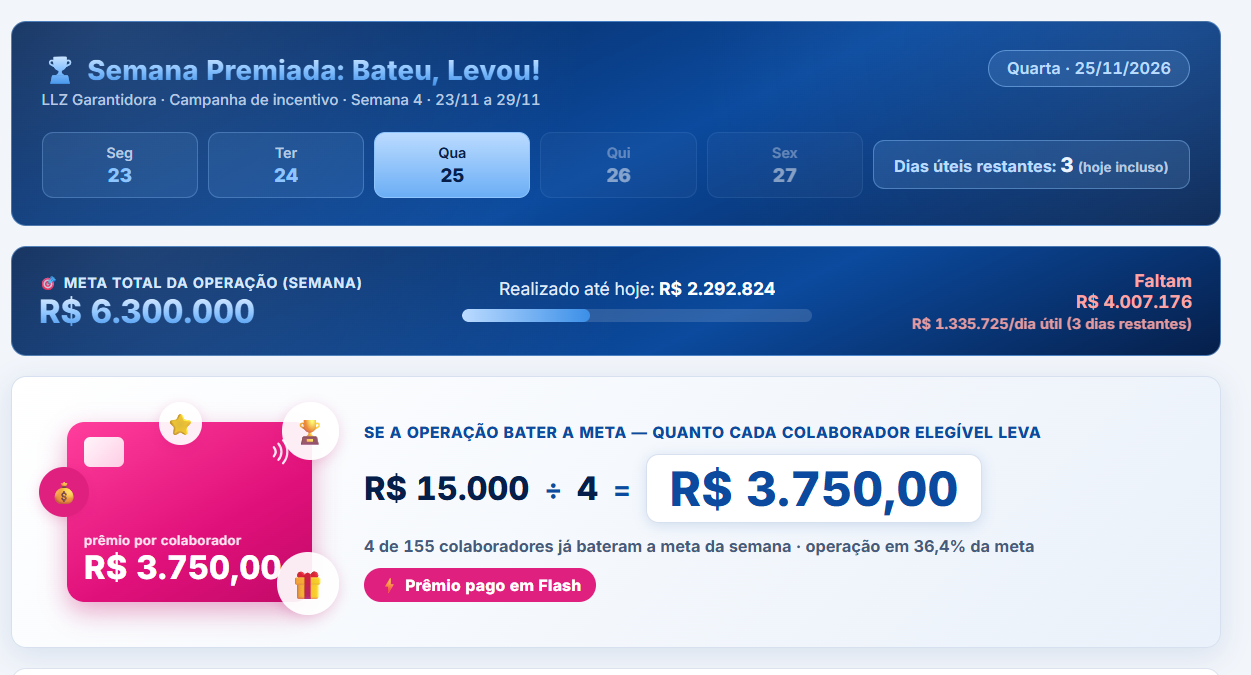 Semana Premiada: Bateu, Levou!
Quarta · 25/11/2026
LLZ Garantidora · Campanha de incentivo · Semana 4 · 23/11 a 29/11
Seg
23
Ter
24
Qua
25
Qui
26
Sex
27
Dias úteis restantes: 3 (hoje incluso)
META TOTAL DA OPERAÇÃO (SEMANA)
R$ 6.300.000
Realizado até hoje: R$ 2.292.824
Faltam
R$ 4.007.176
R$ 1.335.725/dia útil (3 dias restantes)
prêmio por colaborador
R$ 3.750,00
SE A OPERAÇÃO BATER A META — QUANTO CADA COLABORADOR ELEGÍVEL LEVA
R$ 15.000 ÷ 4 = R$ 3.750,00
4 de 155 colaboradores já bateram a meta da semana · operação em 36,4% da meta
Prêmio pago em Flash